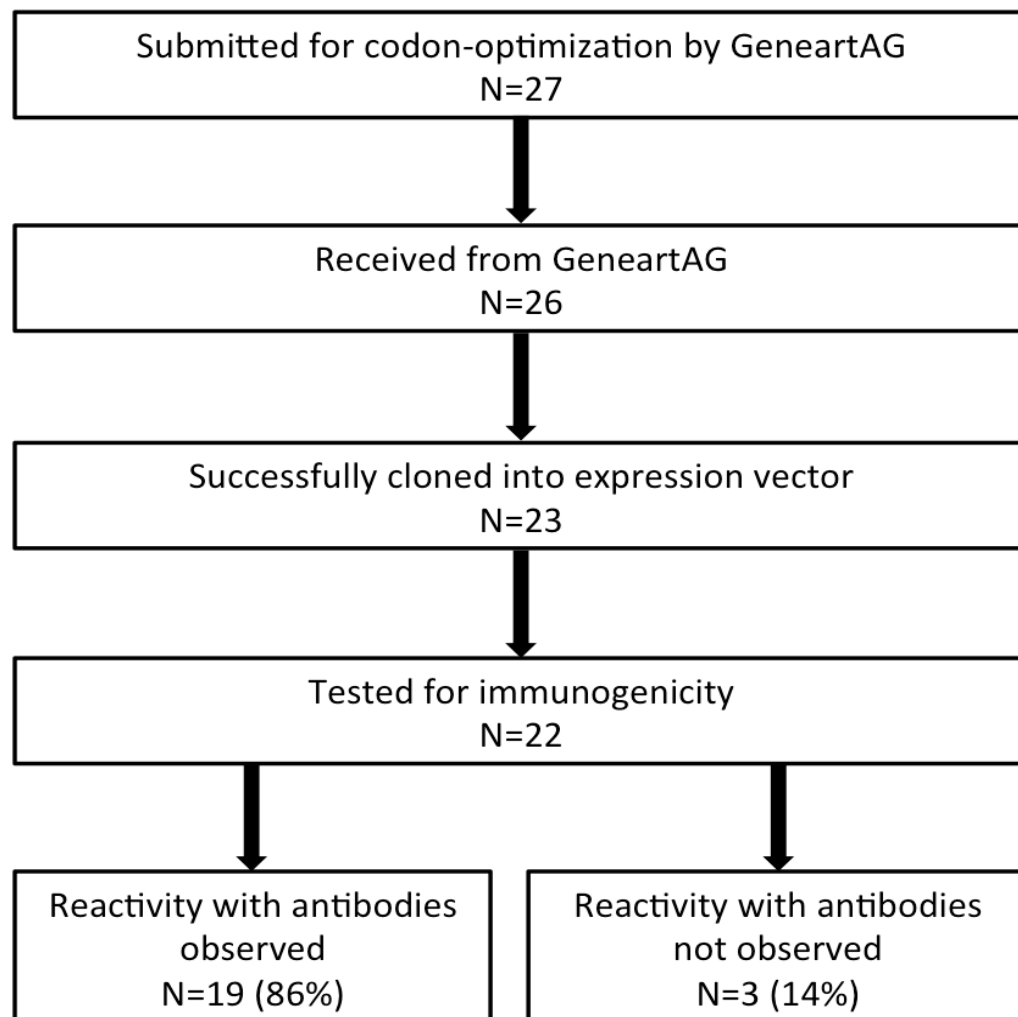 Submitted for codon-optimization by GeneartAG
N=27
Received from GeneartAG
N=26
Successfully cloned into expression vector
N=23
Tested for immunogenicity
N=22
Reactivity with antibodies
observed
N=19 (86%)
Reactivity with antibodies
not observed
N=3 (14%)